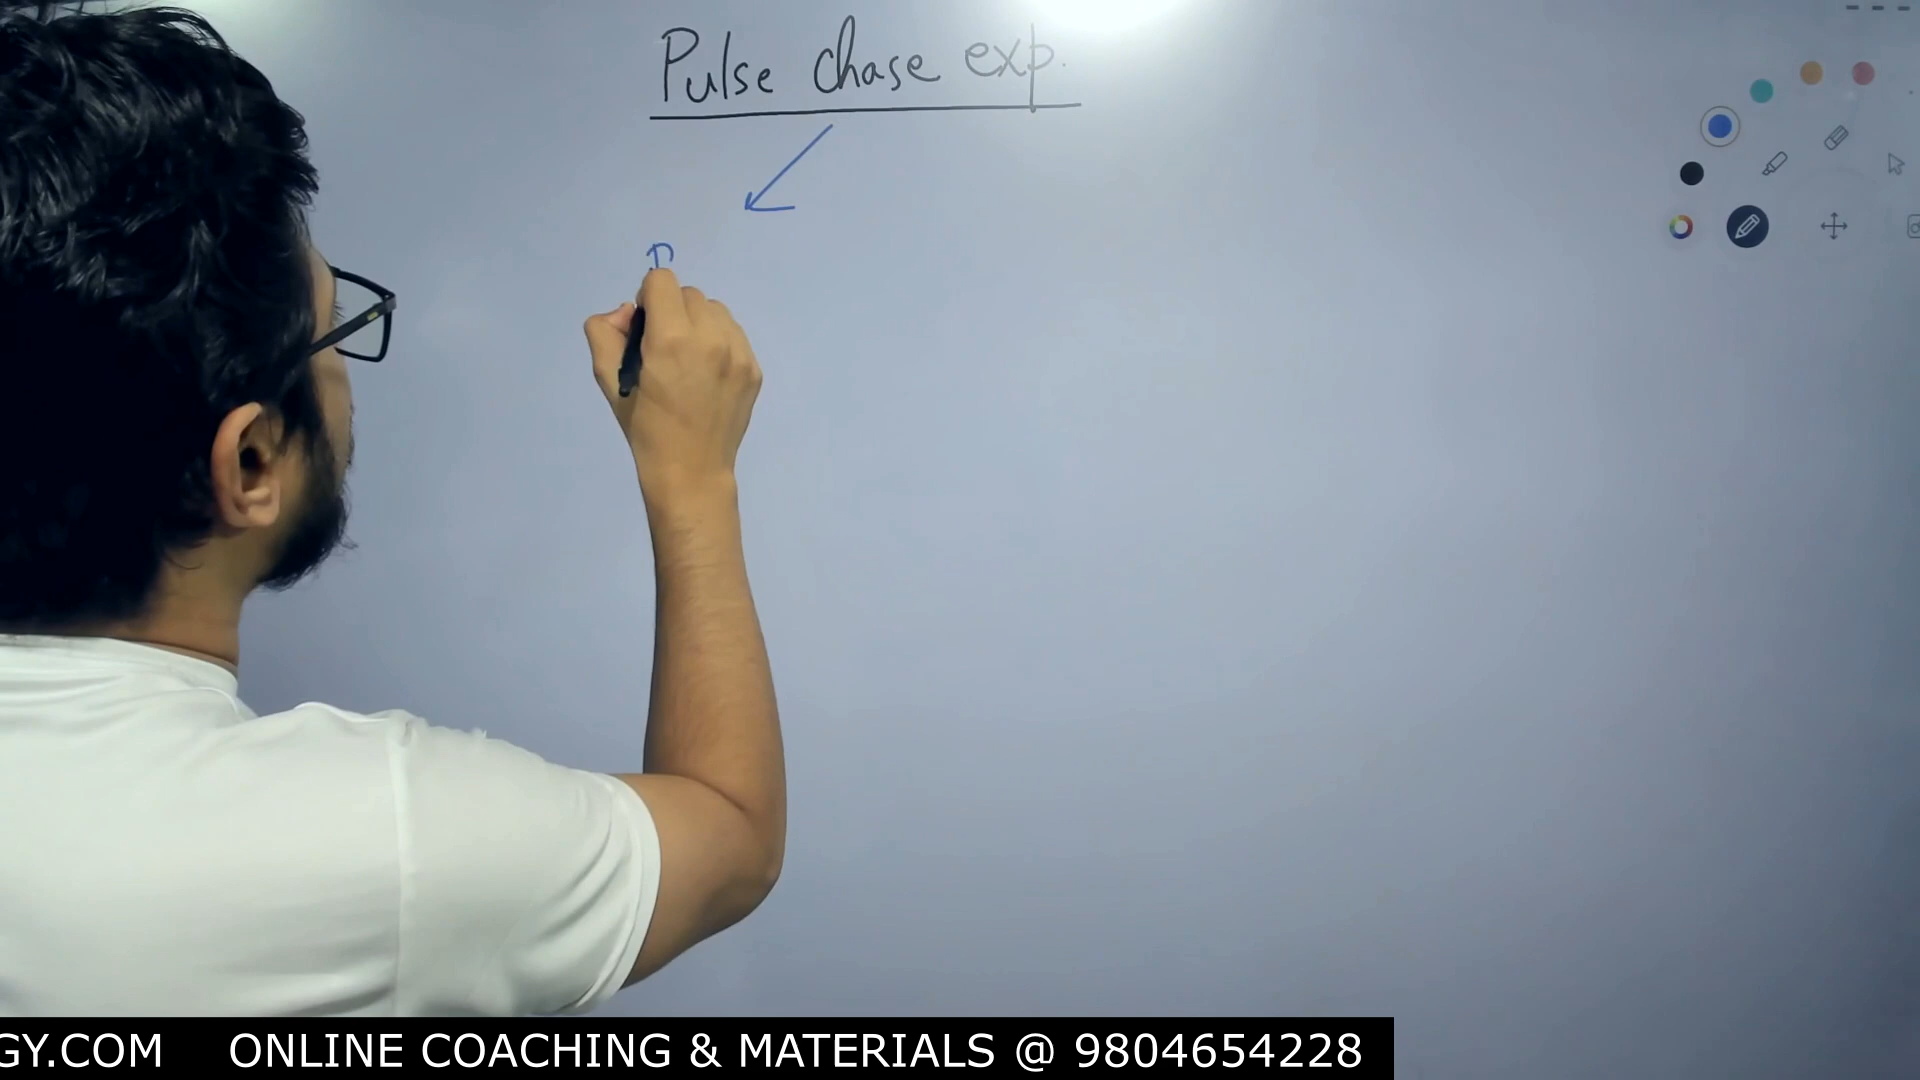 Pulse chase exp.
GY.COM ONLINE COACHING & MATERIALS @ 9804654228